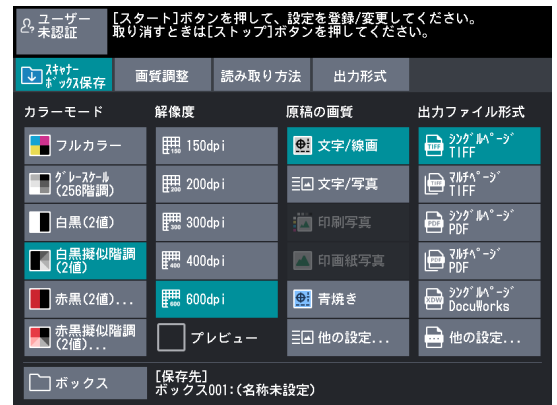 ユーザー
未認証
[スタート]ボタンを押して、設定を登録/変更してください。
取り消すときは[ストップ]ボタンを押してください。
スキャナー
ボックス保存
画質調整
読み取り方法
出力形式
カラーモード
解像度
原稿の画質
出力ファイル形式
フルカラー
150dpi
文字/線画
シングルページ
TIFF
グレースケール
(256階調)
200dpi
文字/写真
マルチページ
TIFF
白黒(2値)
300dpi
印刷写真
シングルページ
PDF
白黒擬似階調
(2値)
400dpi
印画紙写真
マルチページ
PDF
赤黒(2値)...
600dpi
青焼き
シングルページ
DocuWorks
赤黒擬似階調
(2値)...
プレビュー
他の設定...
他の設定...
ボックス
[保存先]
ボックス001:(名称未設定)